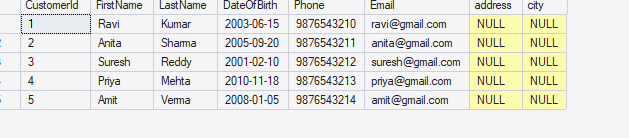 CustomerId FirstName LastName DateOfBirth Phone Email address city
1 Ravi Kumar 2003-06-15 9876543210 ravi@gmail.com NULL NULL
2 2 Anita Sharma 2005-09-20 9876543211 anita@gmail.com NULL NULL
3 3 Suresh Reddy 2001-02-10 9876543212 suresh@gmail.com NULL NULL
4 4 Priya Mehta 2010-11-18 9876543213 priya@gmail.com NULL NULL
5 5 Amit Verma 2008-01-05 9876543214 amit@gmail.com NULL NULL